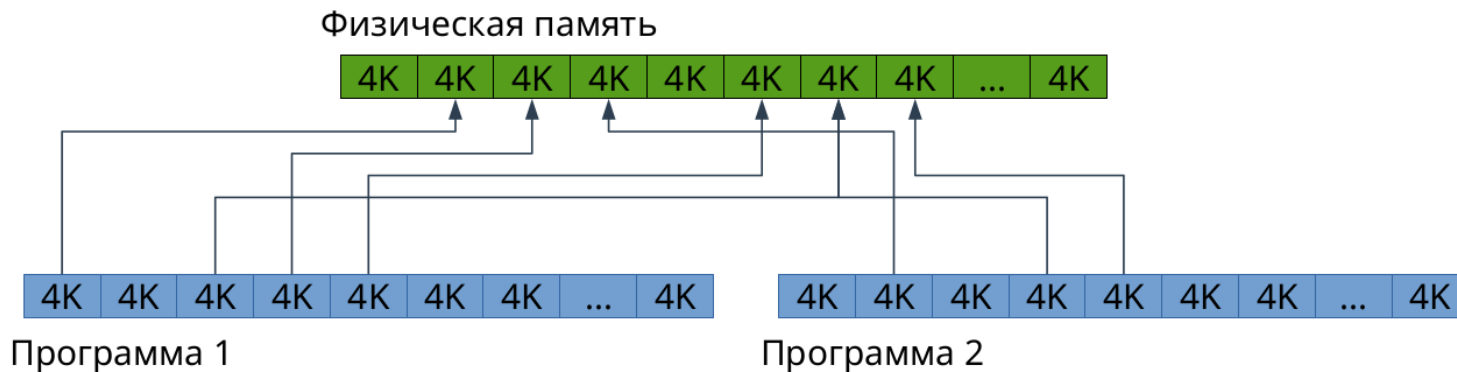 Физическая память
4K 4K 4K 4K 4K 4K 4K 4K ... 4K
4K 4K 4K 4K 4K 4K 4K ... 4K 4K 4K 4K 4K 4K 4K 4K ... 4K
Программа 1 Программа 2